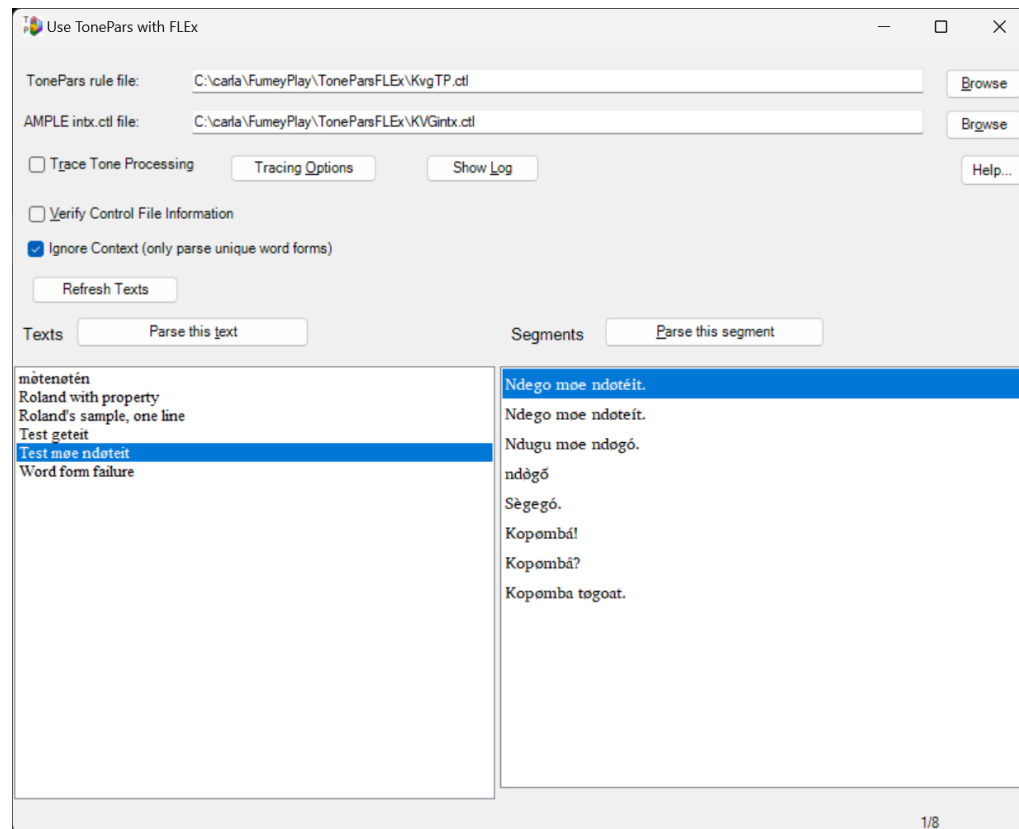 Use TonePars with FLEx
TonePars rule file: C:\carla\FumeyPlay\ToneParsFLEx\KvgTP.ctl Browse
AMPLE intx.ctl file: C:\carla\FumeyPlay\ToneParsFLEx\KVGintx.ctl Browse
Trace Tone Processing Tracing Options Show Log Help...
Verify Control File Information
Ignore Context (only parse unique word forms)
Refresh Texts
Texts Parse this text Segments Parse this segment
mø̀tenøtén
Roland with property
Roland's sample, one line
Test geteit
Test møe ndøteit
Word form failure
Ndego møe ndøtéit.
Ndego møe ndøteít.
Ndugu møe ndøgó.
ndògő
Sègegó.
Kopømbá!
Kopømbâ?
Kopømba tøgoat.
1/8